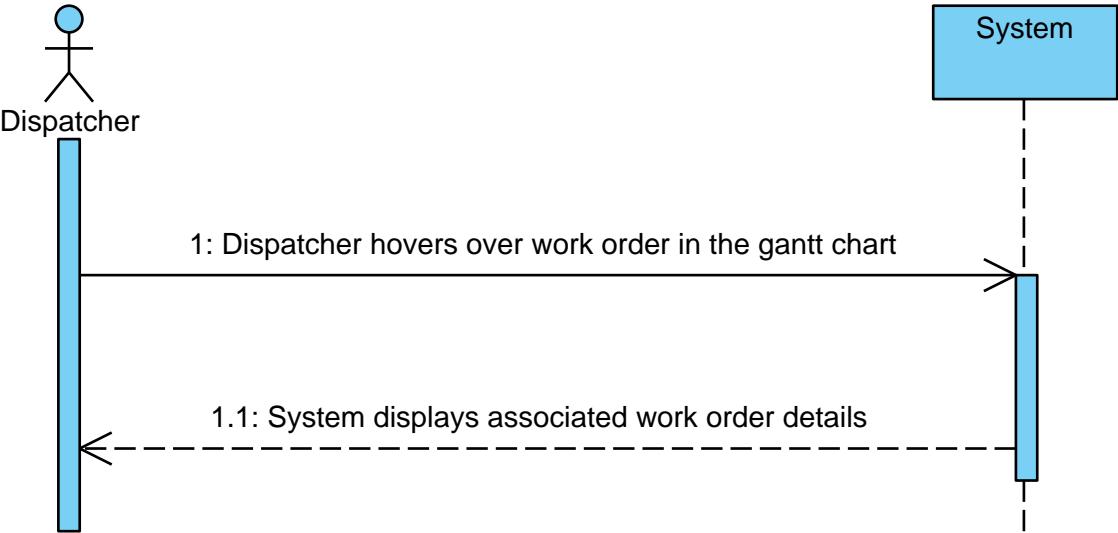 System
Dispatcher
1: Dispatcher hovers over work order in the gantt chart
1.1: System displays associated work order details